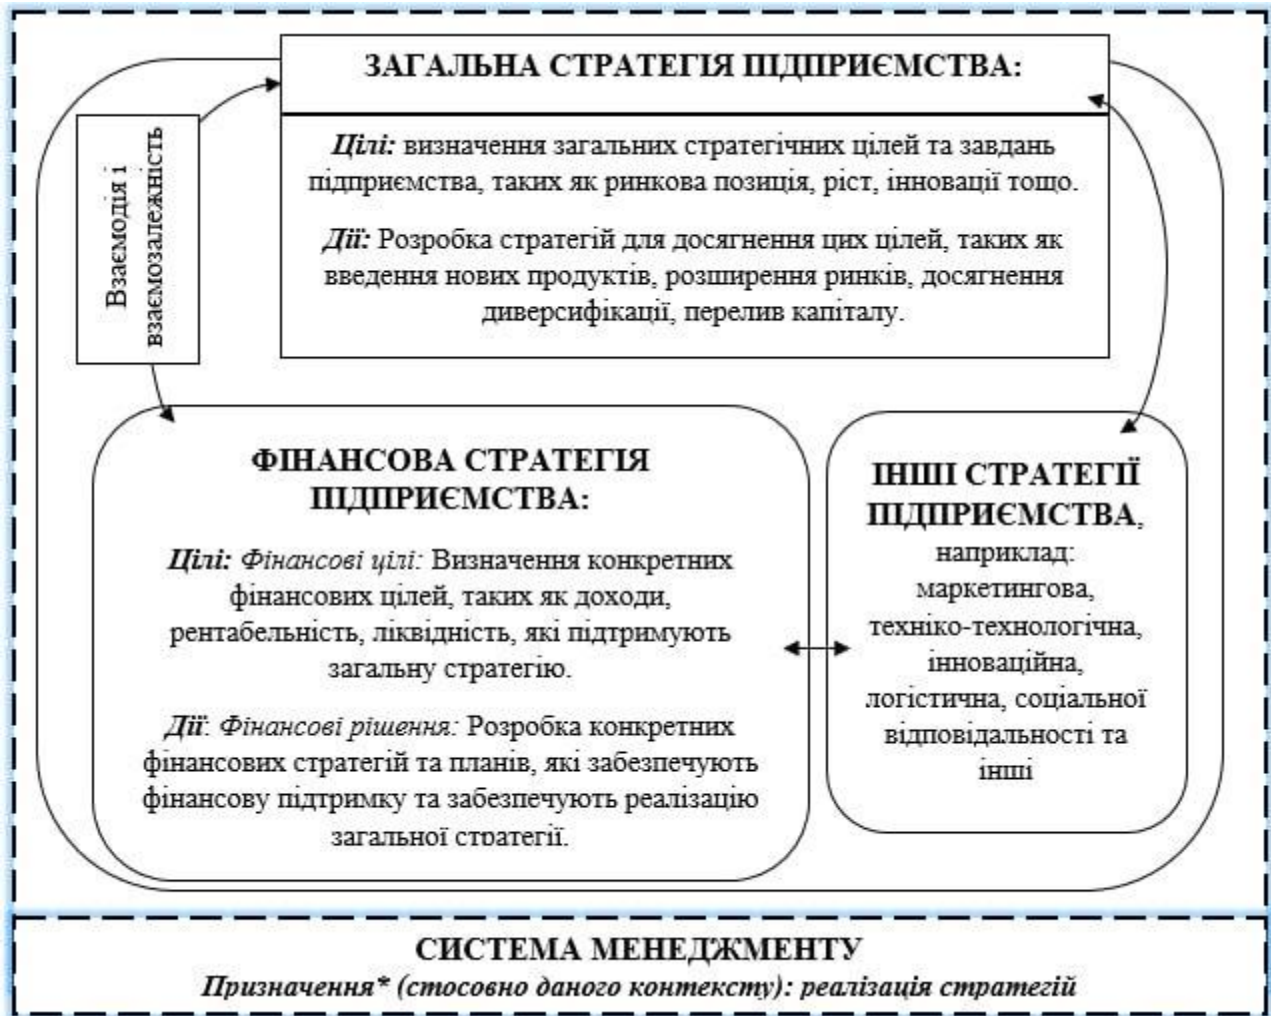 ЗАГАЛЬНА СТРАТЕГІЯ ПІДПРИЄМСТВА:
Взаємодія і
взаємозалежність
Цілі: визначення загальних стратегічних цілей та завдань
підприємства, таких як ринкова позиція, ріст, інновації тощо.
Дії: Розробка стратегій для досягнення цих цілей, таких як
введення нових продуктів, розширення ринків, досягнення
диверсифікації, перелив капіталу.
ФІНАНСОВА СТРАТЕГІЯ
ПІДПРИЄМСТВА:
Цілі: Фінансові цілі: Визначення конкретних
фінансових цілей, таких як доходи,
рентабельність, ліквідність, які підтримують
загальну стратегію.
Дії: Фінансові рішення: Розробка конкретних
фінансових стратегій та планів, які забезпечують
фінансову підтримку та забезпечують реалізацію
загальної стратегії.
ІНШІ СТРАТЕГІЇ
ПІДПРИЄМСТВА,
наприклад:
маркетингова,
техніко-технологічна,
інноваційна,
логістична, соціальної
відповідальності та
інші
СИСТЕМА МЕНЕДЖМЕНТУ
Призначення* (стосовно даного контексту): реалізація стратегій